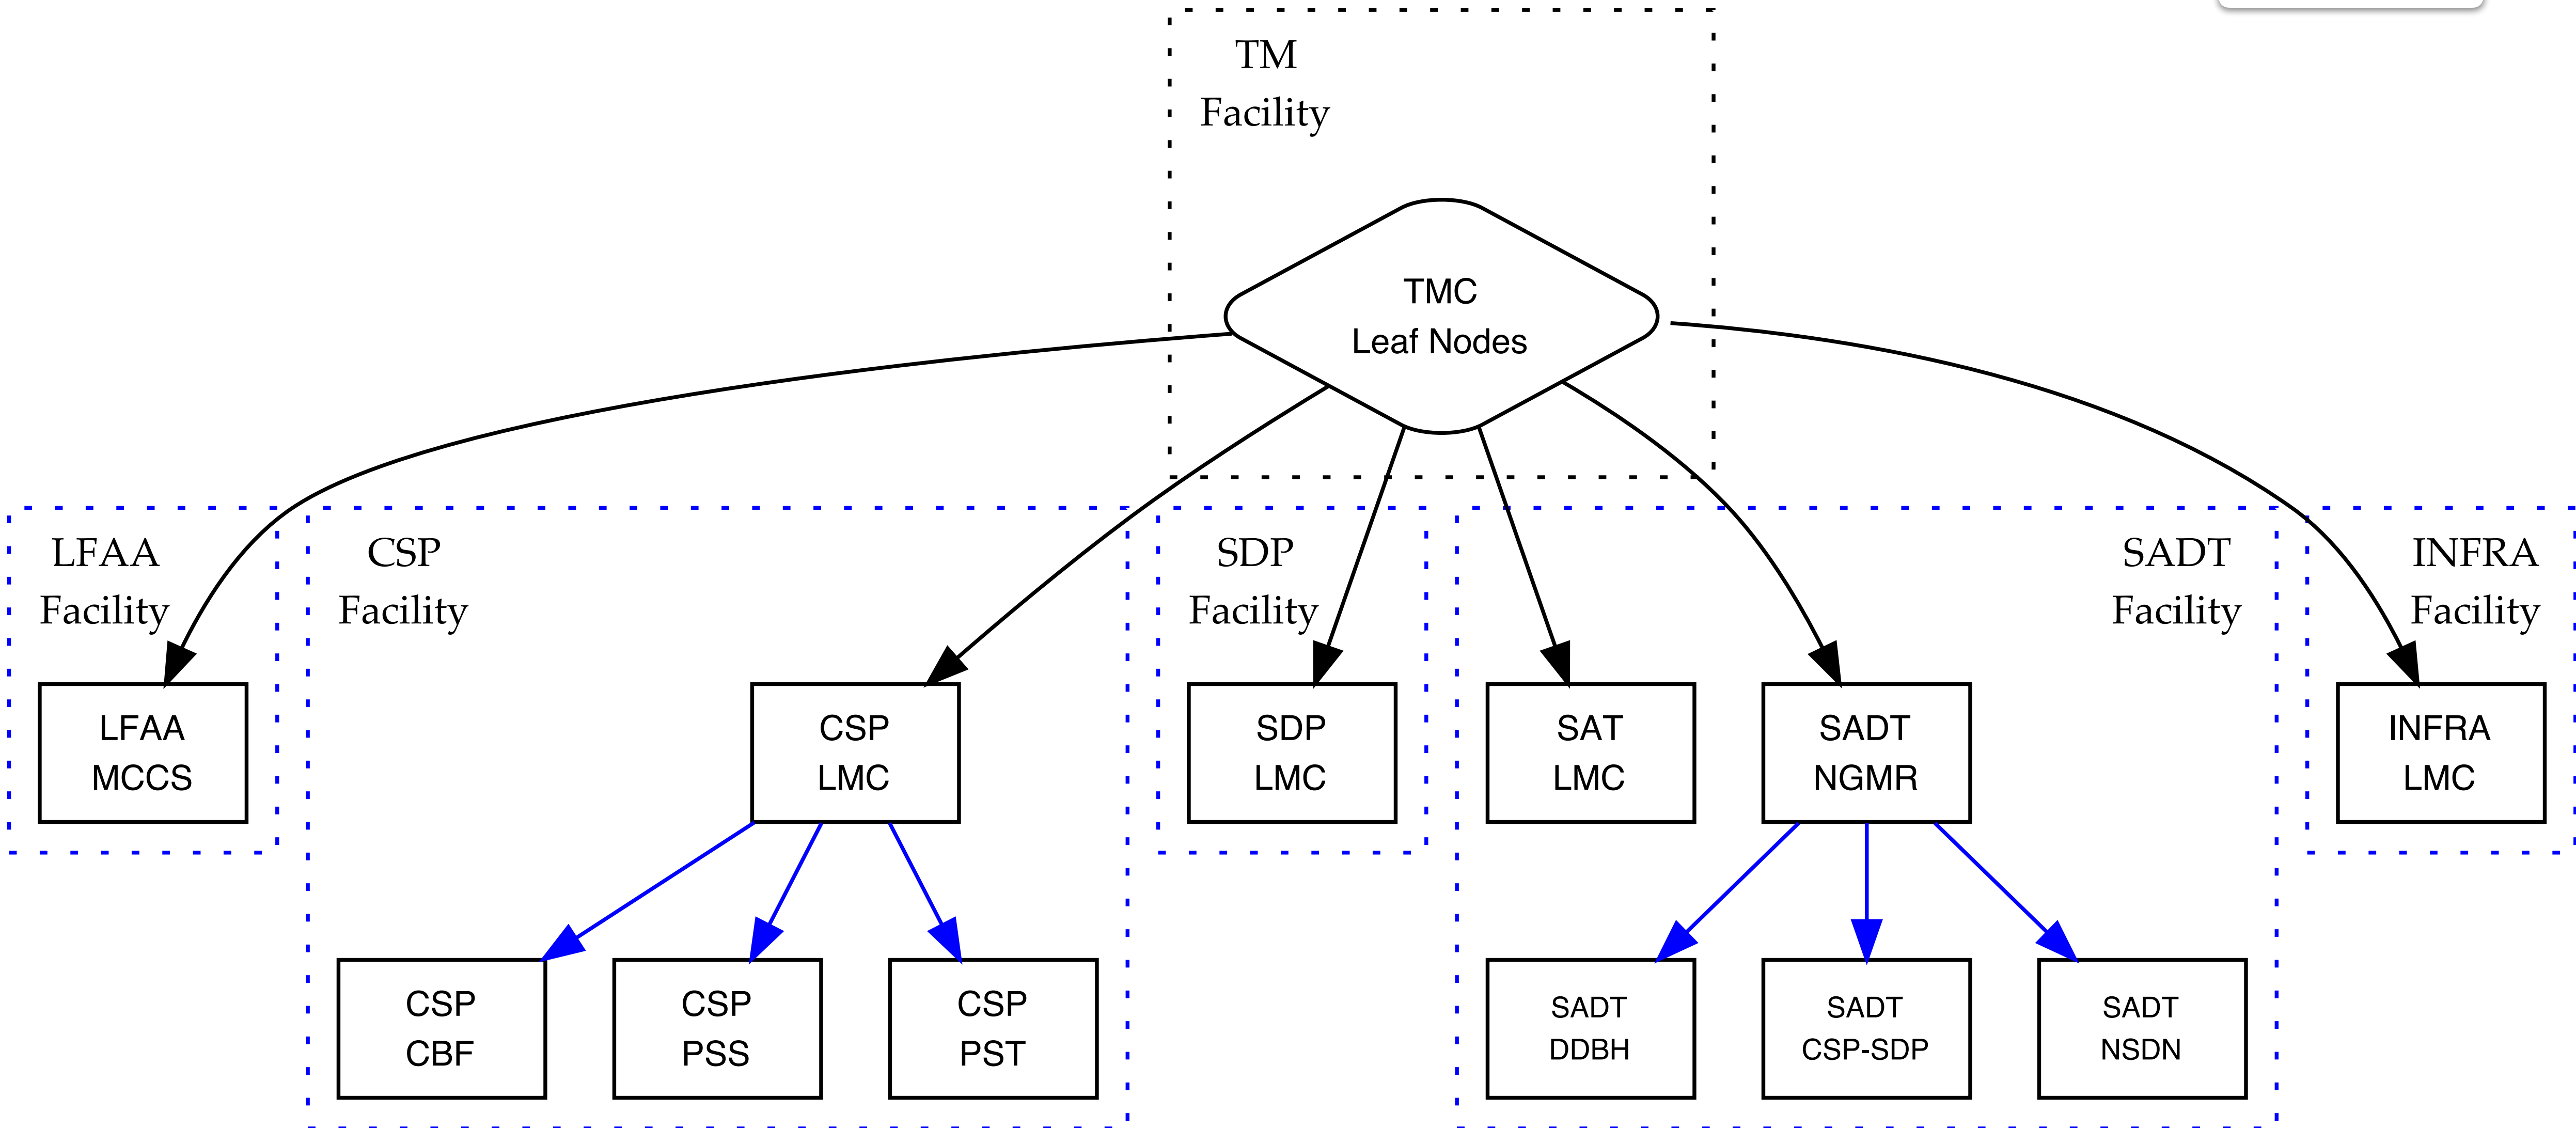 TM
Facility
TMC
Leaf Nodes
LFAA
Facility
CSP
Facility
SDP
Facility
SADT
Facility
INFRA
Facility
LFAA
MCCS
CSP
LMC
SDP
LMC
SAT
LMC
SADT
NGMR
INFRA
LMC
CSP
CBF
CSP
PSS
CSP
PST
SADT
DDBH
SADT
CSP-SDP
SADT
NSDN